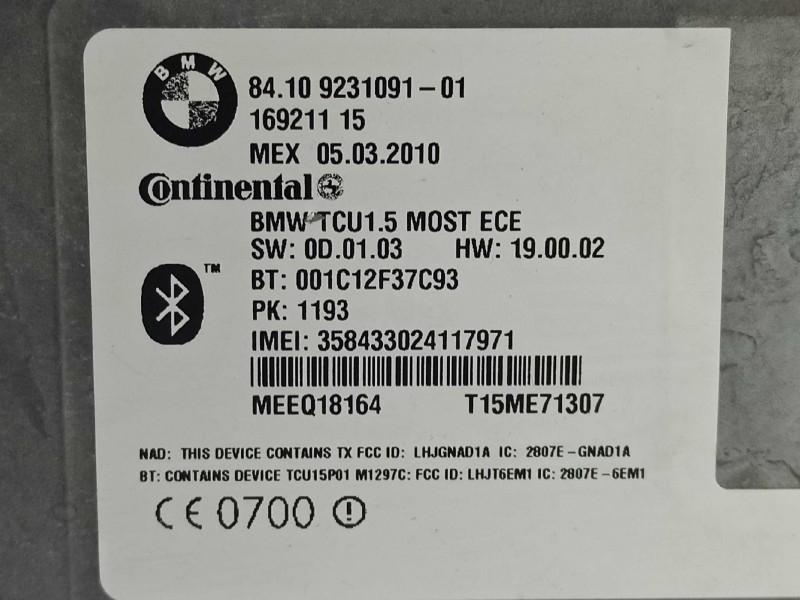 BMW
84.10 9231091-01
169211 15
MEX 05.03.2010
Continental
BMW TCU1.5 MOST ECE
SW: 0D.01.03 HW: 19.00.02
TM
BT: 001C12F37C93
PK: 1193
IMEI: 358433024117971
MEEQ18164 T15ME71307
NAD: THIS DEVICE CONTAINS TX FCC ID: LHJGNAD1A IC: 2807E-GNAD1A
BT: CONTAINS DEVICE TCU15P01 M1297C: FCC ID: LHJT6EM1 IC: 2807E-6EM1
CE 0700